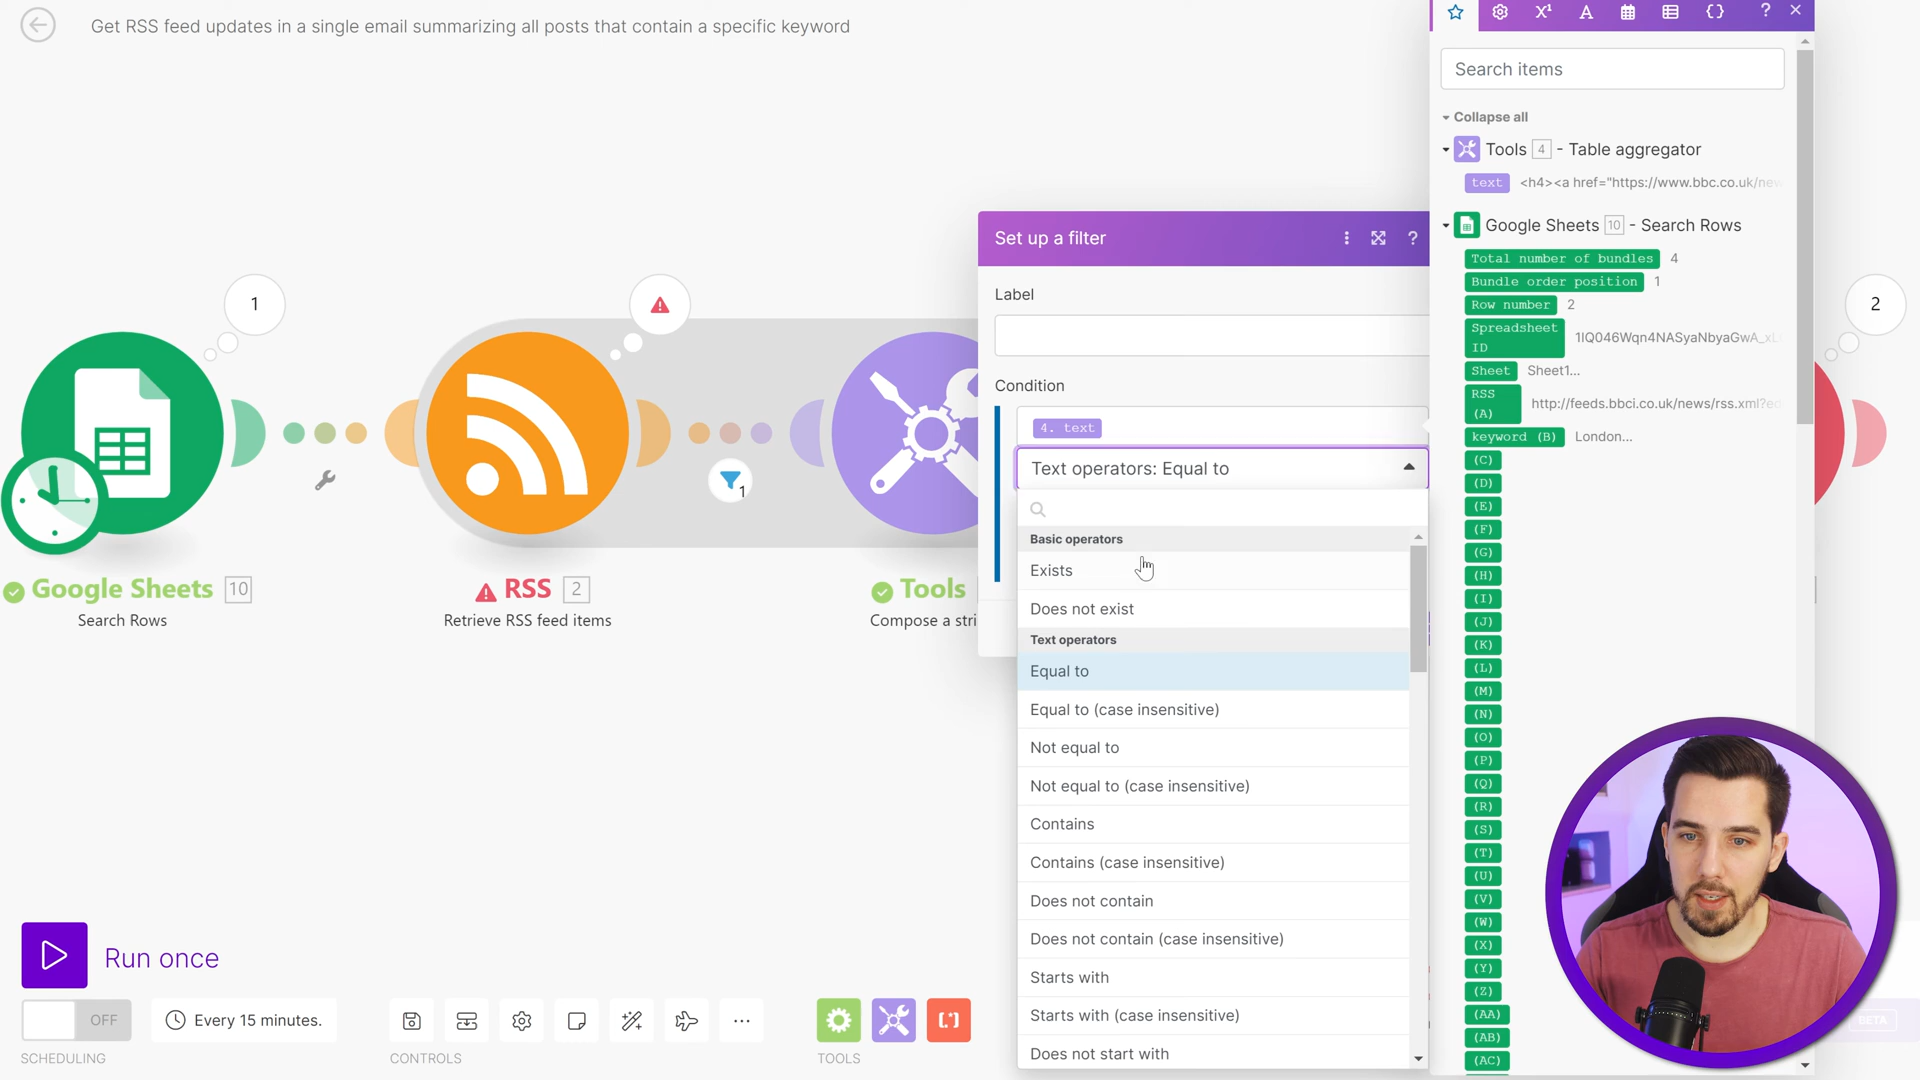 Get RSS feed updates in a single email summarizing all posts that contain a specific keyword
1
Google Sheets 10
Search Rows
RSS 2
Retrieve RSS feed items
1
Tools
Compose a stri
2
Set up a filter
?
Label
Condition
4. text
Text operators: Equal to
Basic operators
Exists
Does not exist
Text operators
Equal to
Equal to (case insensitive)
Not equal to
Not equal to (case insensitive)
Contains
Contains (case insensitive)
Does not contain
Does not contain (case insensitive)
Starts with
Starts with (case insensitive)
Does not start with
?
Search items
Collapse all
Tools 4 - Table aggregator
text <h4><a href="https://www.bbc.co.uk/new
Google Sheets 10 - Search Rows
Total number of bundles 4
Bundle order position 1
Row number 2
Spreadsheet ID 1IQ046Wqn4NASyaNbyaGwA_xL
Sheet Sheet1...
RSS (A) http://feeds.bbci.co.uk/news/rss.xml?ed
keyword (B) London...
(C)
(D)
(E)
(F)
(G)
(H)
(I)
(J)
(K)
(L)
(M)
(N)
(O)
(P)
(Q)
(R)
(S)
(T)
(U)
(V)
(W)
(X)
(Y)
(Z)
(AA)
(AB)
(AC)
Run once
OFF
Every 15 minutes.
SCHEDULING
CONTROLS
TOOLS
BETA